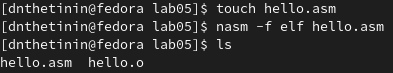 [dnthetinin@fedora lab05]$ touch hello.asm
[dnthetinin@fedora lab05]$ nasm -f elf hello.asm
[dnthetinin@fedora lab05]$ ls
hello.asm  hello.o